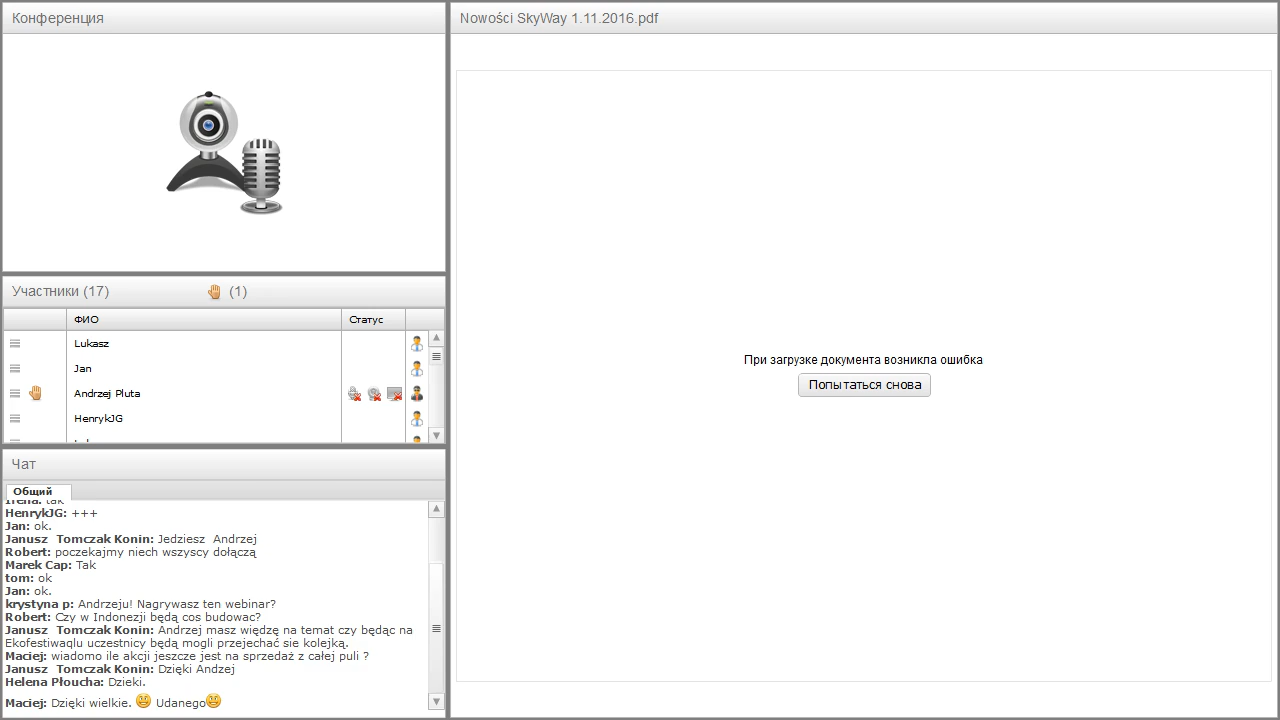 Конференция
Nowości SkyWay 1.11.2016.pdf
При загрузке документа возникла ошибка
Попытаться снова
Участники (17) (1)
ФИО Статус
Lukasz
Jan
Andrzej Pluta
HenrykJG
Чат
Общий
Irena: tak
HenrykJG: +++
Jan: ok.
Janusz Tomczak Konin: Jedziesz Andrzej
Robert: poczekajmy niech wszyscy dołączą
Marek Cap: Tak
tom: ok
Jan: ok.
krystyna p: Andrzeju! Nagrywasz ten webinar?
Robert: Czy w Indonezji będą cos budowac?
Janusz Tomczak Konin: Andrzej masz więdzę na temat czy będąc na
Ekofestiwaqlu uczestnicy będą mogli przejechać sie kolejką.
Maciej: wiadomo ile akcji jeszcze jest na sprzedaż z całej puli ?
Janusz Tomczak Konin: Dzięki Andzej
Helena Płoucha: Dzieki.
Maciej: Dzięki wielkie. Udanego